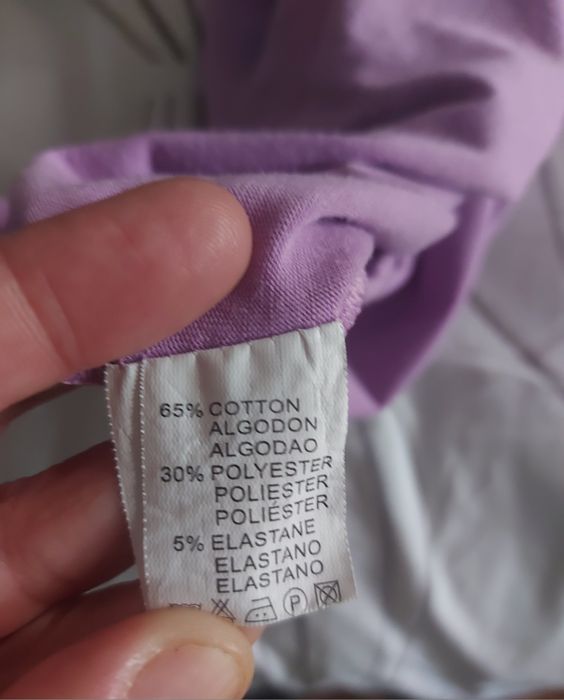 65% COTTON
ALGODON
ALGODAO
30% POLYESTER
POLIESTER
POLIÉSTER
5% ELASTANE
ELASTANO
ELASTANO
P